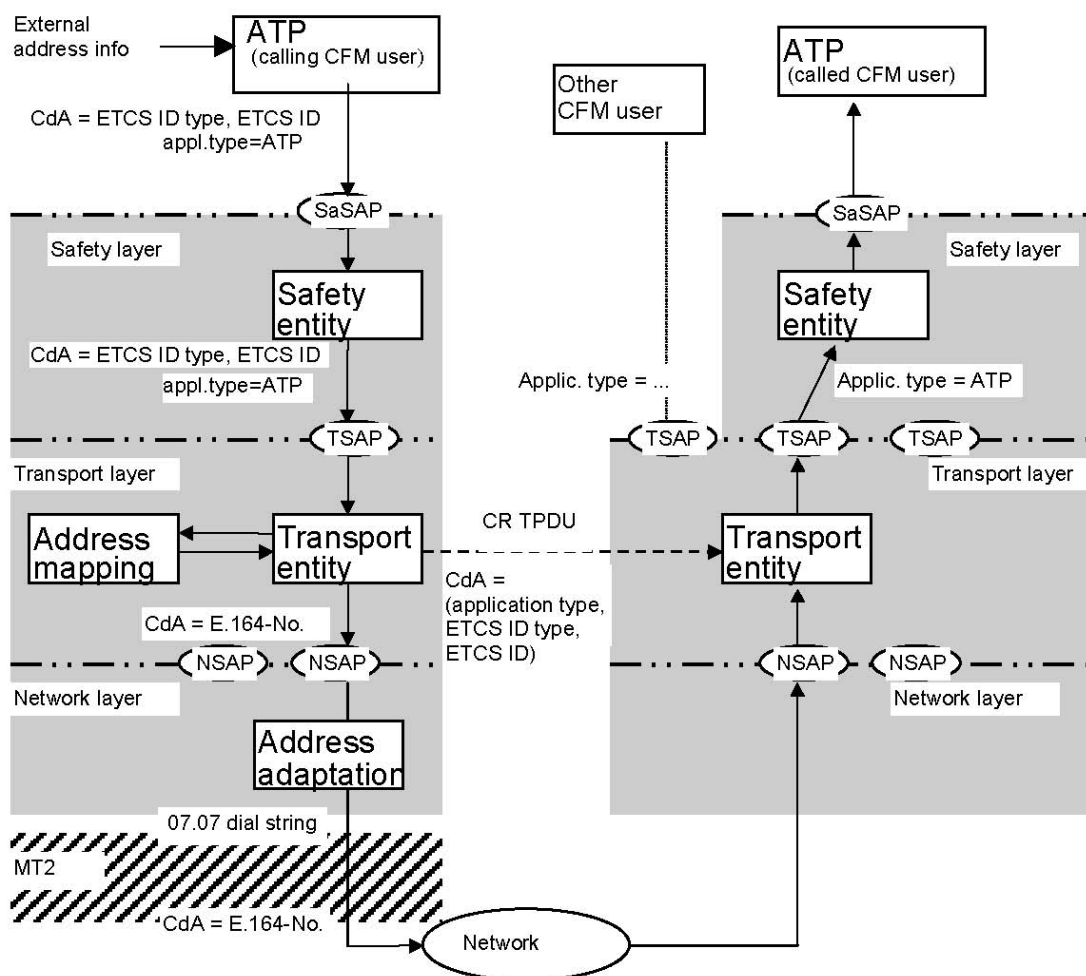 External
address info
ATP
(calling CFM user)
ATP
(called CFM user)
Other
CFM user
CdA = ETCS ID type, ETCS ID
appl.type=ATP
SaSAP
SaSAP
Safety layer
Safety layer
Safety
entity
Safety
entity
CdA = ETCS ID type, ETCS ID
appl.type=ATP
Applic. type = ...
Applic. type = ATP
TSAP
TSAP
TSAP
TSAP
Transport layer
Transport layer
Address
mapping
Transport
entity
CR TPDU
Transport
entity
CdA =
(application type,
ETCS ID type,
ETCS ID)
CdA = E.164-No.
NSAP
NSAP
NSAP
NSAP
Network layer
Network layer
Address
adaptation
07.07 dial string
MT2
CdA = E.164-No.
Network